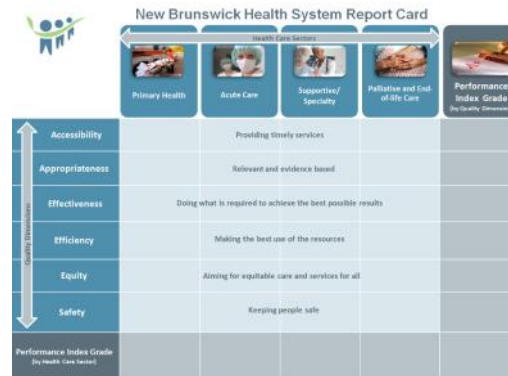 New Brunswick Health System Report Card
Health Care Sectors
Primary Health
Acute Care
Supportive/
Specialty
Palliative and End-
of-life Care
Performance
Index Grade
[by Quality Dimension]
Quality Dimensions
Accessibility
Providing timely services
Appropriateness
Relevant and evidence based
Effectiveness
Doing what is required to achieve the best possible results
Efficiency
Making the best use of the resources
Equity
Aiming for equitable care and services for all
Safety
Keeping people safe
Performance Index Grade
[by Health Care Sector]